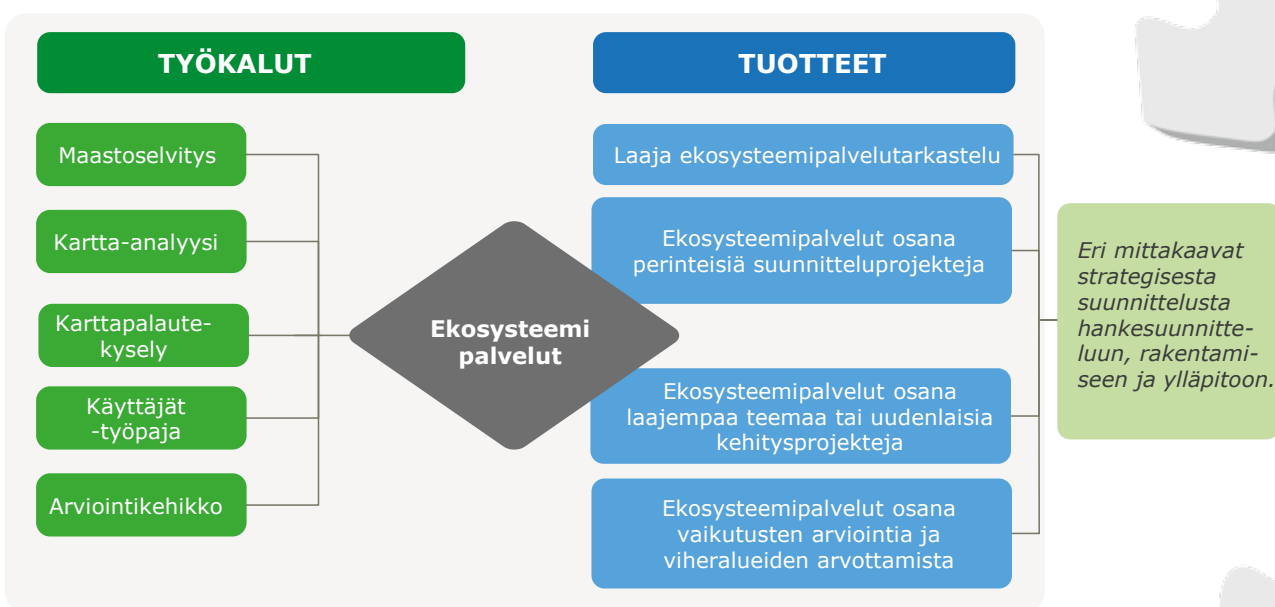 TYÖKALUT
Maastoselvitys
Kartta-analyysi
Karttapalaute-
kysely
Käyttäjät
-työpaja
Arviointikehikko
Ekosysteemi
palvelut
TUOTTEET
Laaja ekosysteemipalvelutarkastelu
Ekosysteemipalvelut osana
perinteisiä suunnitteluprojekteja
Ekosysteemipalvelut osana
laajempaa teemaa tai uudenlaisia
kehitysprojekteja
Ekosysteemipalvelut osana
vaikutusten arviointia ja
viheralueiden arvottamista
Eri mittakaavat
strategisesta
suunnittelusta
hankesuunnitte-
luun, rakentami-
seen ja ylläpitoon.